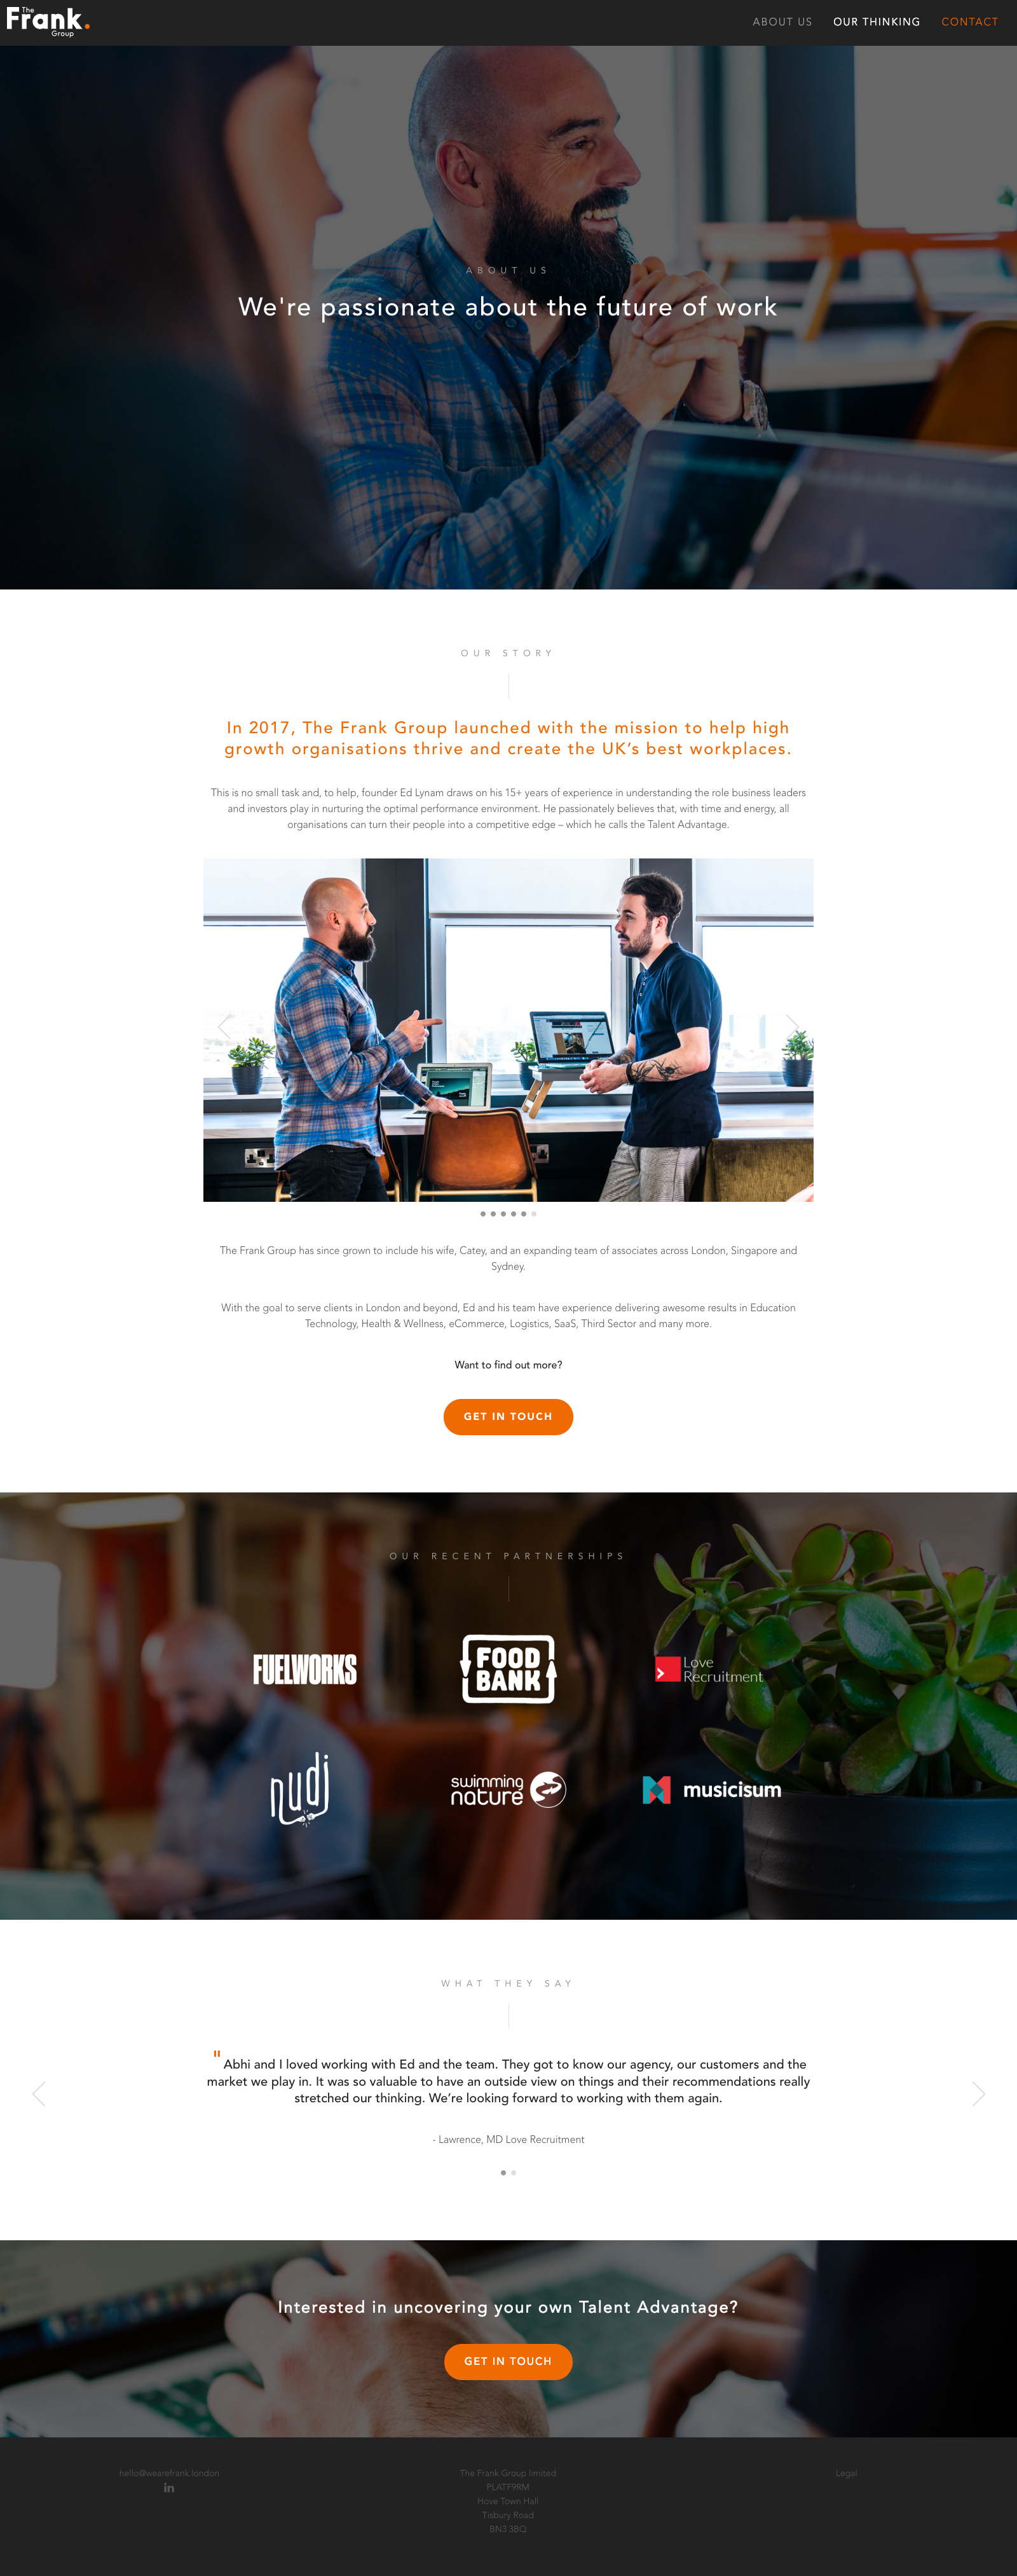 The
Frank.
Group
ABOUT US
OUR THINKING
CONTACT
ABOUT US
We're passionate about the future of work
OUR STORY
In 2017, The Frank Group launched with the mission to help high
growth organisations thrive and create the UK’s best workplaces.
This is no small task and, to help, founder Ed Lynam draws on his 15+ years of experience in understanding the role business leaders
and investors play in nurturing the optimal performance environment. He passionately believes that, with time and energy, all
organisations can turn their people into a competitive edge – which he calls the Talent Advantage.
The Frank Group has since grown to include his wife, Catey, and an expanding team of associates across London, Singapore and
Sydney.
With the goal to serve clients in London and beyond, Ed and his team have experience delivering awesome results in Education
Technology, Health & Wellness, eCommerce, Logistics, SaaS, Third Sector and many more.
Want to find out more?
GET IN TOUCH
OUR RECENT PARTNERSHIPS
FUELWORKS
FOOD
BANK
Love
Recruitment
nudj
swimming
nature
musicisum
WHAT THEY SAY
" Abhi and I loved working with Ed and the team. They got to know our agency, our customers and the
market we play in. It was so valuable to have an outside view on things and their recommendations really
stretched our thinking. We’re looking forward to working with them again.
- Lawrence, MD Love Recruitment
Interested in uncovering your own Talent Advantage?
GET IN TOUCH
hello@wearefrank.london
in
The Frank Group limited
PLATF9RM
Hove Town Hall
Tisbury Road
BN3 3BQ
Legal